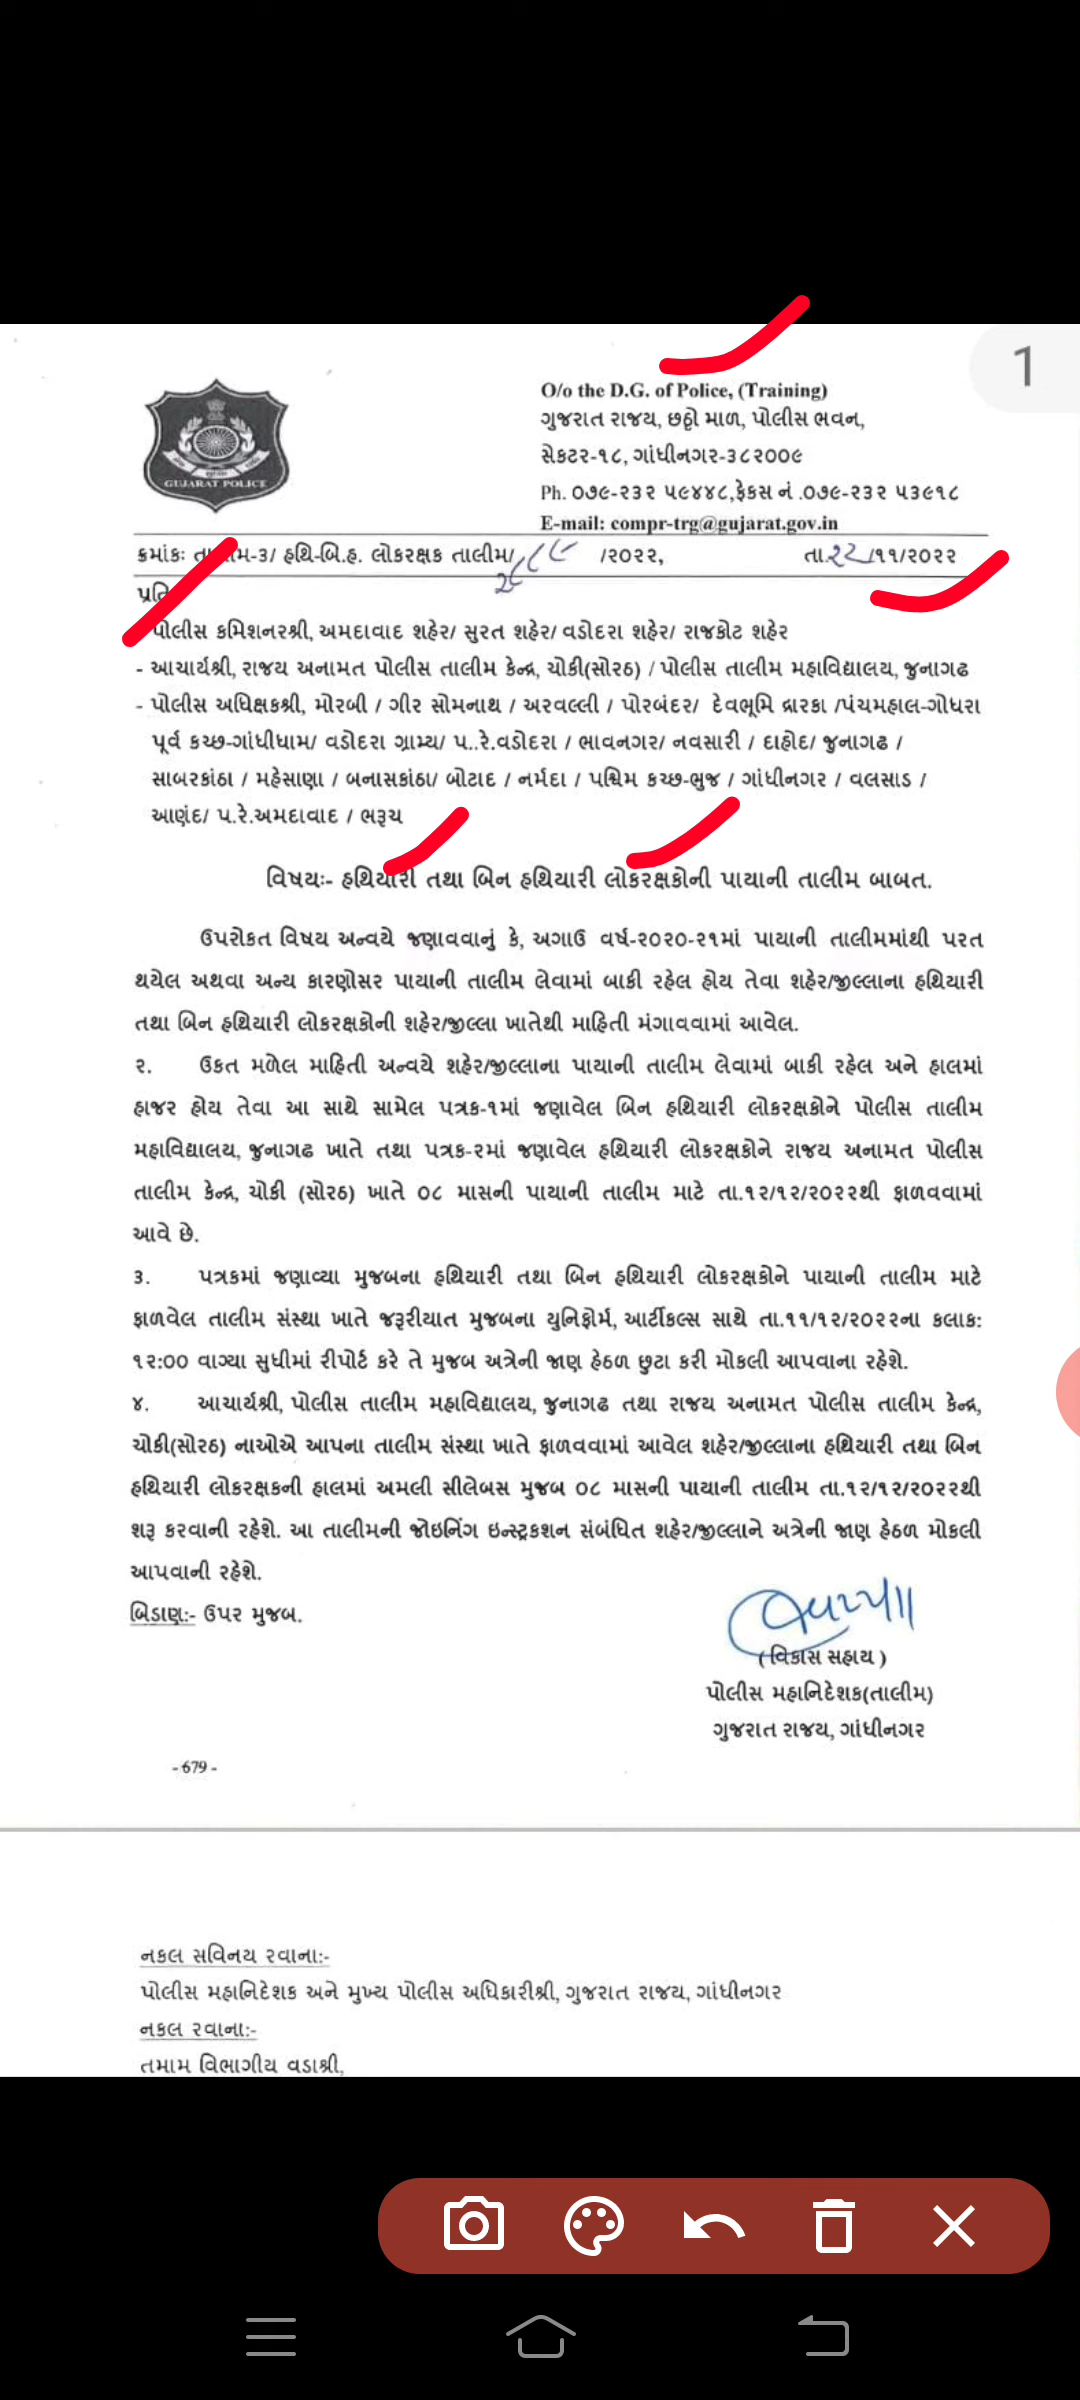 1
O/o the D.G. of Police, (Training)
ગુજરાત રાજય, છઠ્ઠો માળ, પોલીસ ભવન,
સેકટર-૧૮, ગાંધીનગર-૩૮૨૦૦૯
Ph. ૦૭૯-૨૩૨ ૫૯૪૪૮,ફેકસ નં .૦૭૯-૨૩૨ ૫૩૯૧૮
E-mail: compr-trg@gujarat.gov.in
GUJARAT POLICE
ક્રમાંકઃ તાલીમ-૩/ હથિ-બિ.હ. લોકરક્ષક તાલીમ/ /૨૦૨૨, તા.૨૨/૧૧/૨૦૨૨
પ્રતિ
પોલીસ કમિશનરશ્રી, અમદાવાદ શહેર/ સુરત શહેર/ વડોદરા શહેર/ રાજકોટ શહેર
- આચાર્યશ્રી, રાજય અનામત પોલીસ તાલીમ કેન્દ્ર, ચોકી(સોરઠ) / પોલીસ તાલીમ મહાવિદ્યાલય, જુનાગઢ
- પોલીસ અધિક્ષકશ્રી, મોરબી / ગીર સોમનાથ / અરવલ્લી / પોરબંદર/ દેવભૂમિ દ્રારકા /પંચમહાલ-ગોધરા
પૂર્વ કચ્છ-ગાંધીધામ/ વડોદરા ગ્રામ્ય/ પ..રે.વડોદરા / ભાવનગર/ નવસારી / દાહોદ/ જુનાગઢ /
સાબરકાંઠા / મહેસાણા / બનાસકાંઠા/ બોટાદ / નર્મદા / પશ્ચિમ કચ્છ-ભુજ / ગાંધીનગર / વલસાડ /
આણંદ/ પ.રે.અમદાવાદ / ભરૂચ
વિષયઃ- હથિયારી તથા બિન હથિયારી લોકરક્ષકોની પાયાની તાલીમ બાબત.
ઉપરોકત વિષય અન્વયે જણાવવાનું કે, અગાઉ વર્ષ-૨૦૨૦-૨૧માં પાયાની તાલીમમાંથી પરત
થયેલ અથવા અન્ય કારણોસર પાયાની તાલીમ લેવામાં બાકી રહેલ હોય તેવા શહેર/જીલ્લાના હથિયારી
તથા બિન હથિયારી લોકરક્ષકોની શહેર/જીલ્લા ખાતેથી માહિતી મંગાવવામાં આવેલ.
૨. ઉકત મળેલ માહિતી અન્વયે શહેર/જીલ્લાના પાયાની તાલીમ લેવામાં બાકી રહેલ અને હાલમાં
હાજર હોય તેવા આ સાથે સામેલ પત્રક-૧માં જણાવેલ બિન હથિયારી લોકરક્ષકોને પોલીસ તાલીમ
મહાવિદ્યાલય, જુનાગઢ ખાતે તથા પત્રક-૨માં જણાવેલ હથિયારી લોકરક્ષકોને રાજય અનામત પોલીસ
તાલીમ કેન્દ્ર, ચોકી (સોરઠ) ખાતે ૦૮ માસની પાયાની તાલીમ માટે તા.૧૨/૧૨/૨૦૨૨થી ફાળવવામાં
આવે છે.
૩. પત્રકમાં જણાવ્યા મુજબના હથિયારી તથા બિન હથિયારી લોકરક્ષકોને પાયાની તાલીમ માટે
ફાળવેલ તાલીમ સંસ્થા ખાતે જરૂરીયાત મુજબના યુનિફોર્મ, આર્ટીકલ્સ સાથે તા.૧૧/૧૨/૨૦૨૨ના કલાક:
૧૨:૦૦ વાગ્યા સુધીમાં રીપોર્ટ કરે તે મુજબ અત્રેની જાણ હેઠળ છુટા કરી મોકલી આપવાના રહેશે.
૪. આચાર્યશ્રી, પોલીસ તાલીમ મહાવિદ્યાલય, જુનાગઢ તથા રાજય અનામત પોલીસ તાલીમ કેન્દ્ર,
ચોકી(સોરઠ) નાઓએ આપના તાલીમ સંસ્થા ખાતે ફાળવવામાં આવેલ શહેર/જીલ્લાના હથિયારી તથા બિન
હથિયારી લોકરક્ષકની હાલમાં અમલી સીલેબસ મુજબ ૦૮ માસની પાયાની તાલીમ તા.૧૨/૧૨/૨૦૨૨થી
શરૂ કરવાની રહેશે. આ તાલીમની જોઇનિંગ ઇન્સ્ટ્રકશન સંબંધિત શહેર/જીલ્લાને અત્રેની જાણ હેઠળ મોકલી
આપવાની રહેશે.
બિડાણ:- ઉપર મુજબ.
( વિકાસ સહાય )
પોલીસ મહાનિદેશક(તાલીમ)
ગુજરાત રાજય, ગાંધીનગર
- 679 -
નકલ સવિનય રવાના:-
પોલીસ મહાનિદેશક અને મુખ્ય પોલીસ અધિકારીશ્રી, ગુજરાત રાજય, ગાંધીનગર
નકલ રવાના:-
તમામ વિભાગીય વડાશ્રી,